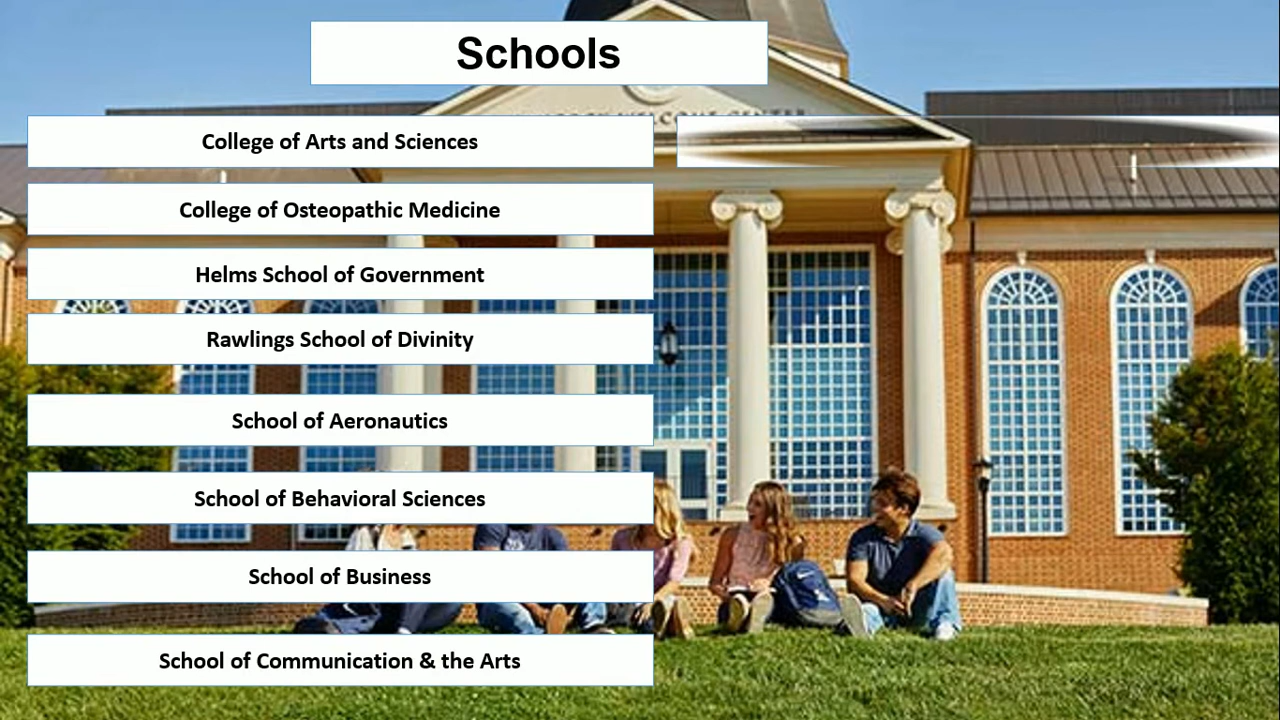 Schools
College of Arts and Sciences
College of Osteopathic Medicine
Helms School of Government
Rawlings School of Divinity
School of Aeronautics
School of Behavioral Sciences
School of Business
School of Communication & the Arts